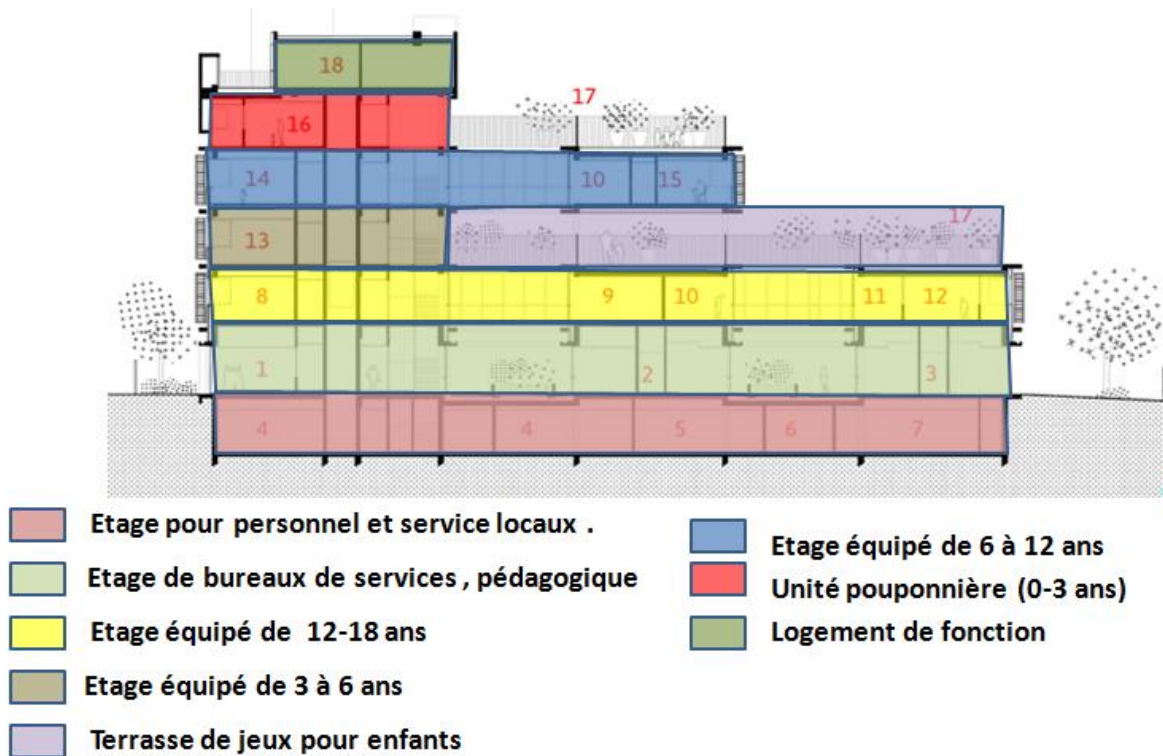 18
17
16
14 10 15
13 17
8 9 10 11 12
1 2 3
4 4 5 6 7
Etage pour personnel et service locaux .
Etage de bureaux de services , pédagogique
Etage équipé de 12-18 ans
Etage équipé de 3 à 6 ans
Terrasse de jeux pour enfants
Etage équipé de 6 à 12 ans
Unité pouponnière (0-3 ans)
Logement de fonction